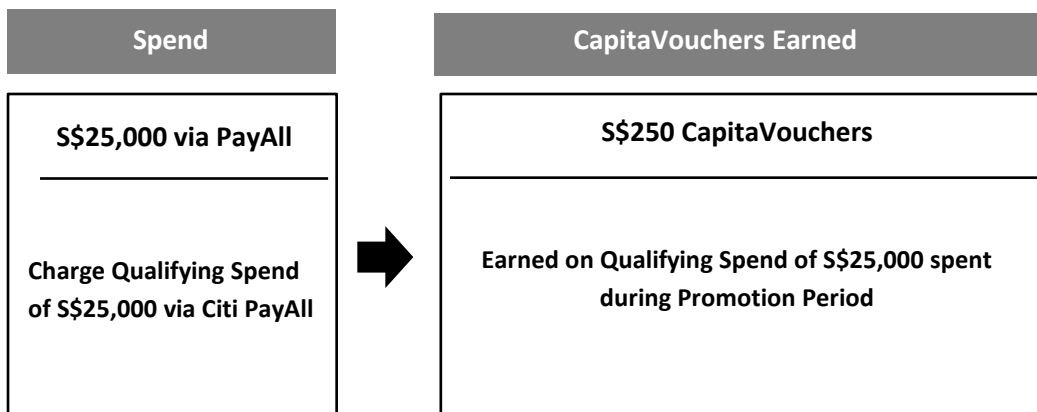 Spend
CapitaVouchers Earned
S$25,000 via PayAll
S$250 CapitaVouchers
Charge Qualifying Spend
of S$25,000 via Citi PayAll
Earned on Qualifying Spend of S$25,000 spent
during Promotion Period